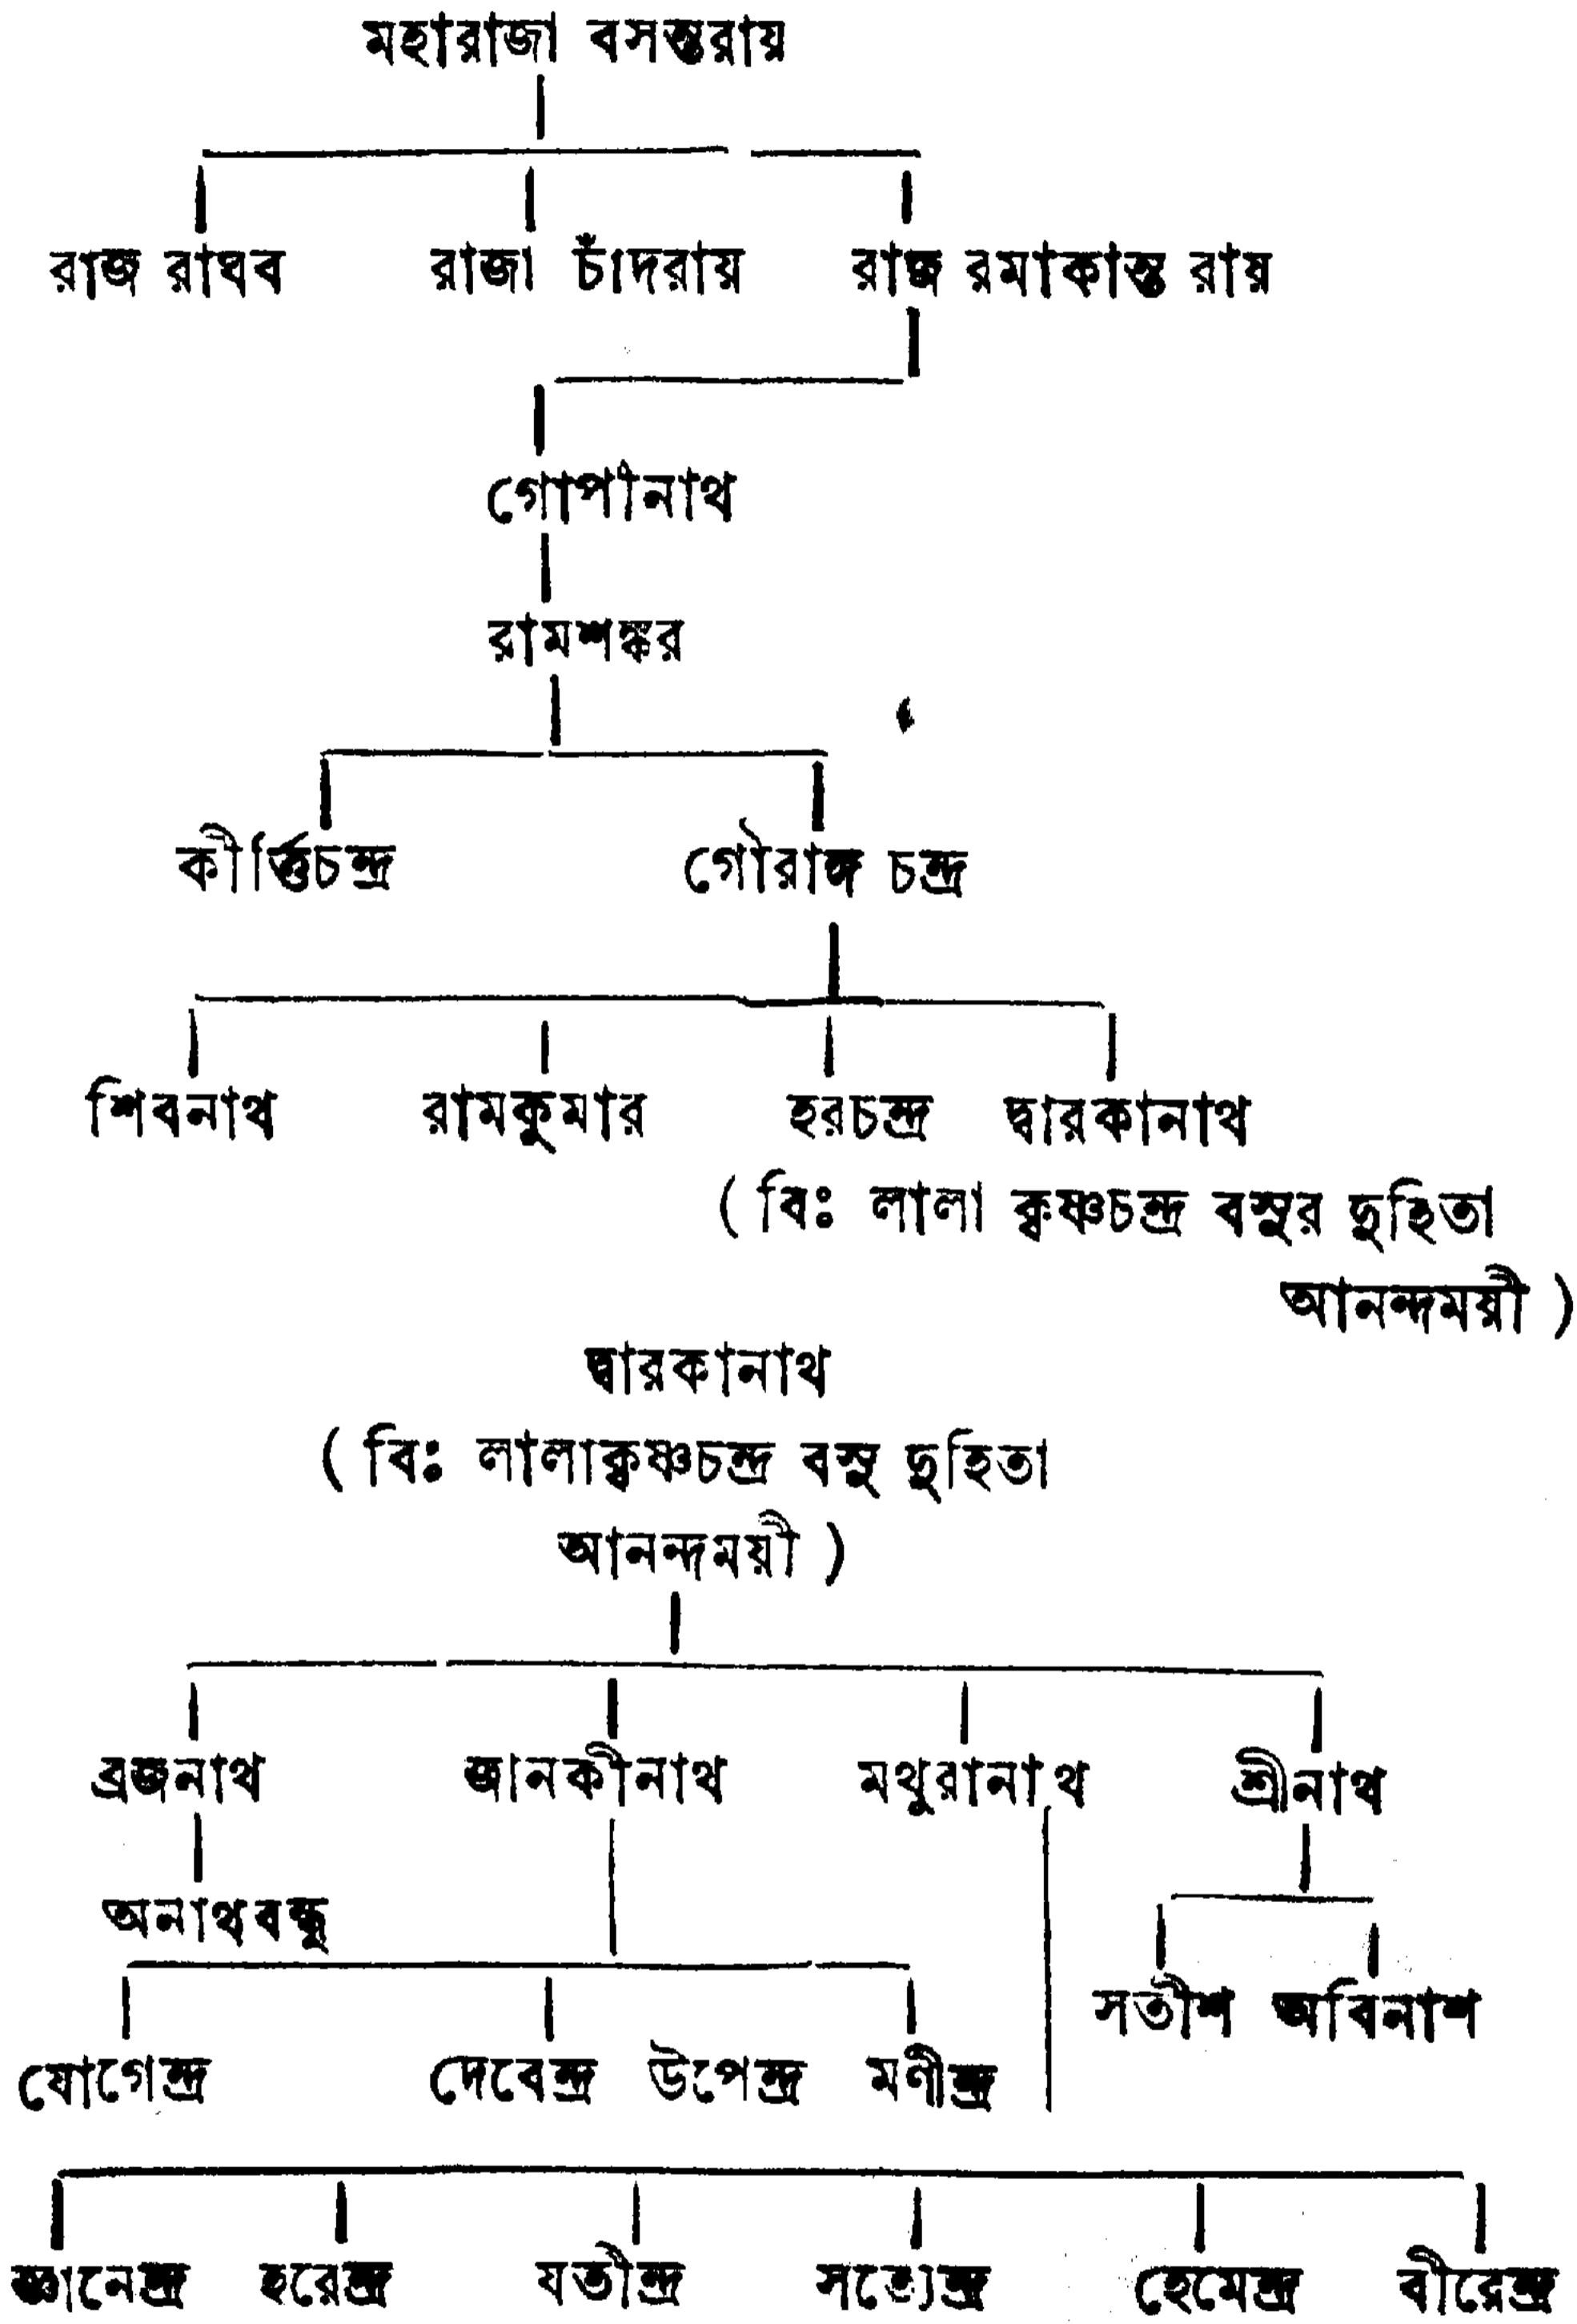 মহারাজা বসন্তরায়
রাজ রাঘব রাজা চাঁদরায় রাজ রমাকান্ত রায়
গোপীনাথ
রামশঙ্কর
কীর্ত্তিচন্দ্র গৌরাঙ্গ চন্দ্র
শিবনাথ রামকুমার হরচন্দ্র দ্বারকানাথ
( বিঃ লালা কৃষ্ণচন্দ্র বসুর দুহিতা
আনন্দময়ী )
দ্বারকানাথ
( বিঃ লালাকৃষ্ণচন্দ্র বসু দুহিতা
আনন্দময়ী )
ব্রজনাথ জানকীনাথ মথুরানাথ শ্রীনাথ
অনাথবন্ধু
সতীশ অবিনাশ
যোগেন্দ্র দেবেন্দ্র উপেন্দ্র মণীন্দ্র
জ্ঞানেন্দ্র হরেন্দ্র যতীন্দ্র সত্যেন্দ্র হেমেন্দ্র বীরেন্দ্র